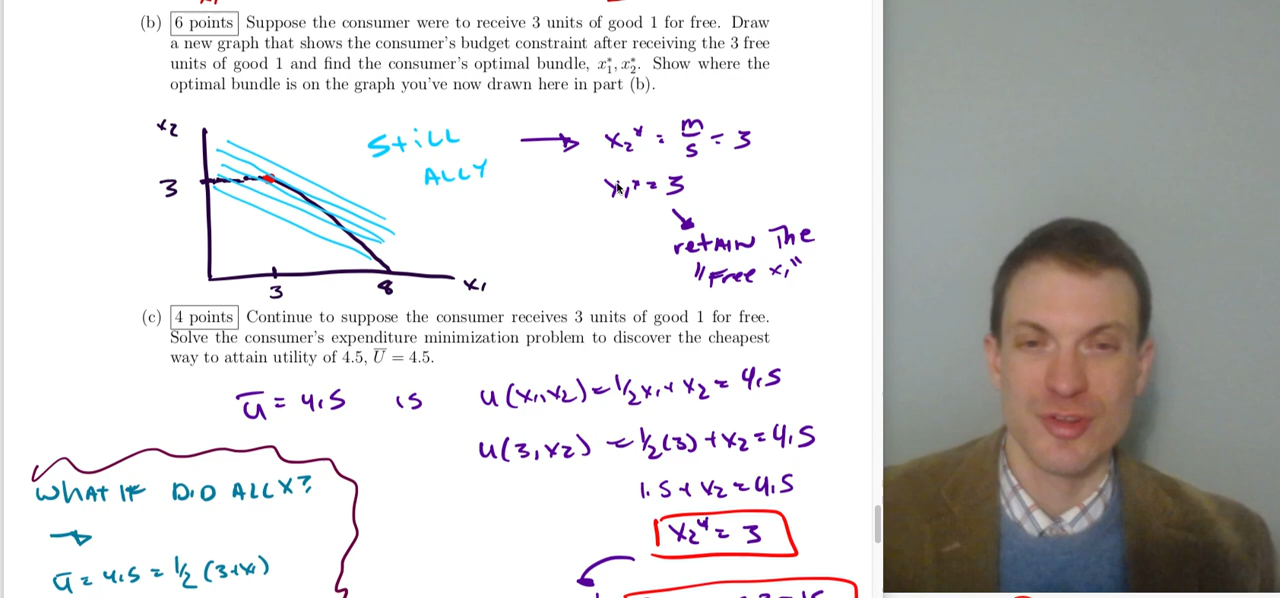 (b) 6 points Suppose the consumer were to receive 3 units of good 1 for free. Draw
a new graph that shows the consumer's budget constraint after receiving the 3 free
units of good 1 and find the consumer's optimal bundle, x₁*, x₂*. Show where the
optimal bundle is on the graph you've now drawn here in part (b).
x2
3
3
8
x1
Still
ALLY
→ x₂* = m/5 = 3
x₁* = 3
retAIN The
"Free x₁"
(c) 4 points Continue to suppose the consumer receives 3 units of good 1 for free.
Solve the consumer's expenditure minimization problem to discover the cheapest
way to attain utility of 4.5, U̅ = 4.5.
u̅ = 4.5 is u(x₁,x₂) = 1/2x₁ + x₂ = 4.5
u(3,x₂) = 1/2(3) + x₂ = 4.5
1.5 + x₂ = 4.5
x₂* = 3
WHAT IF DID ALL X?
→
u̅ = 4.5 = 1/2(3+x₁)